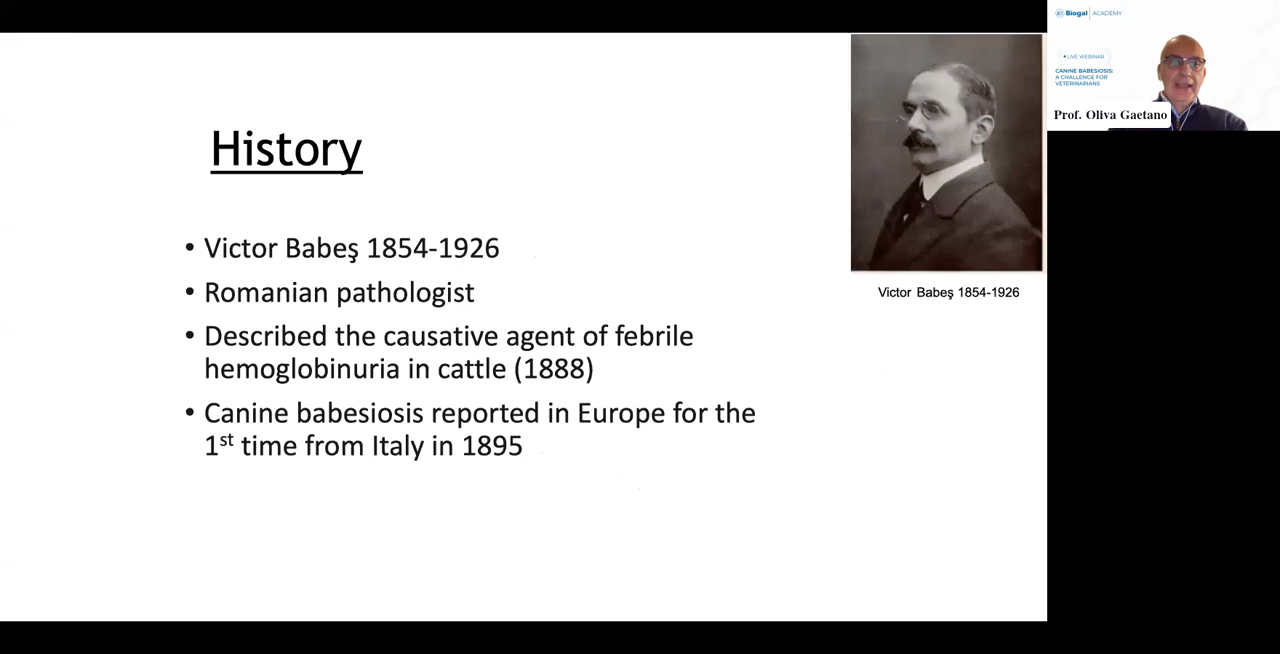 History
• Victor Babeş 1854-1926
• Romanian pathologist
• Described the causative agent of febrile
hemoglobinuria in cattle (1888)
• Canine babesiosis reported in Europe for the
1st time from Italy in 1895
Victor Babeş 1854-1926
Biogal | ACADEMY
• LIVE WEBINAR
CANINE BABESIOSIS:
A CHALLENGE FOR
VETERINARIANS
Prof. Oliva Gaetano